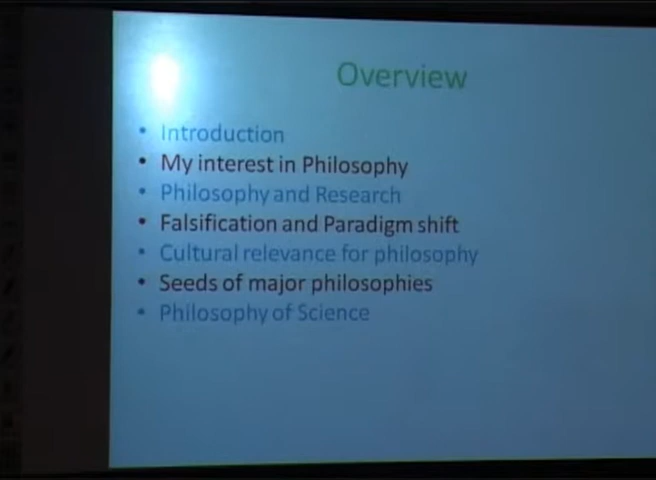 Overview
• Introduction
• My interest in Philosophy
• Philosophy and Research
• Falsification and Paradigm shift
• Cultural relevance for philosophy
• Seeds of major philosophies
• Philosophy of Science